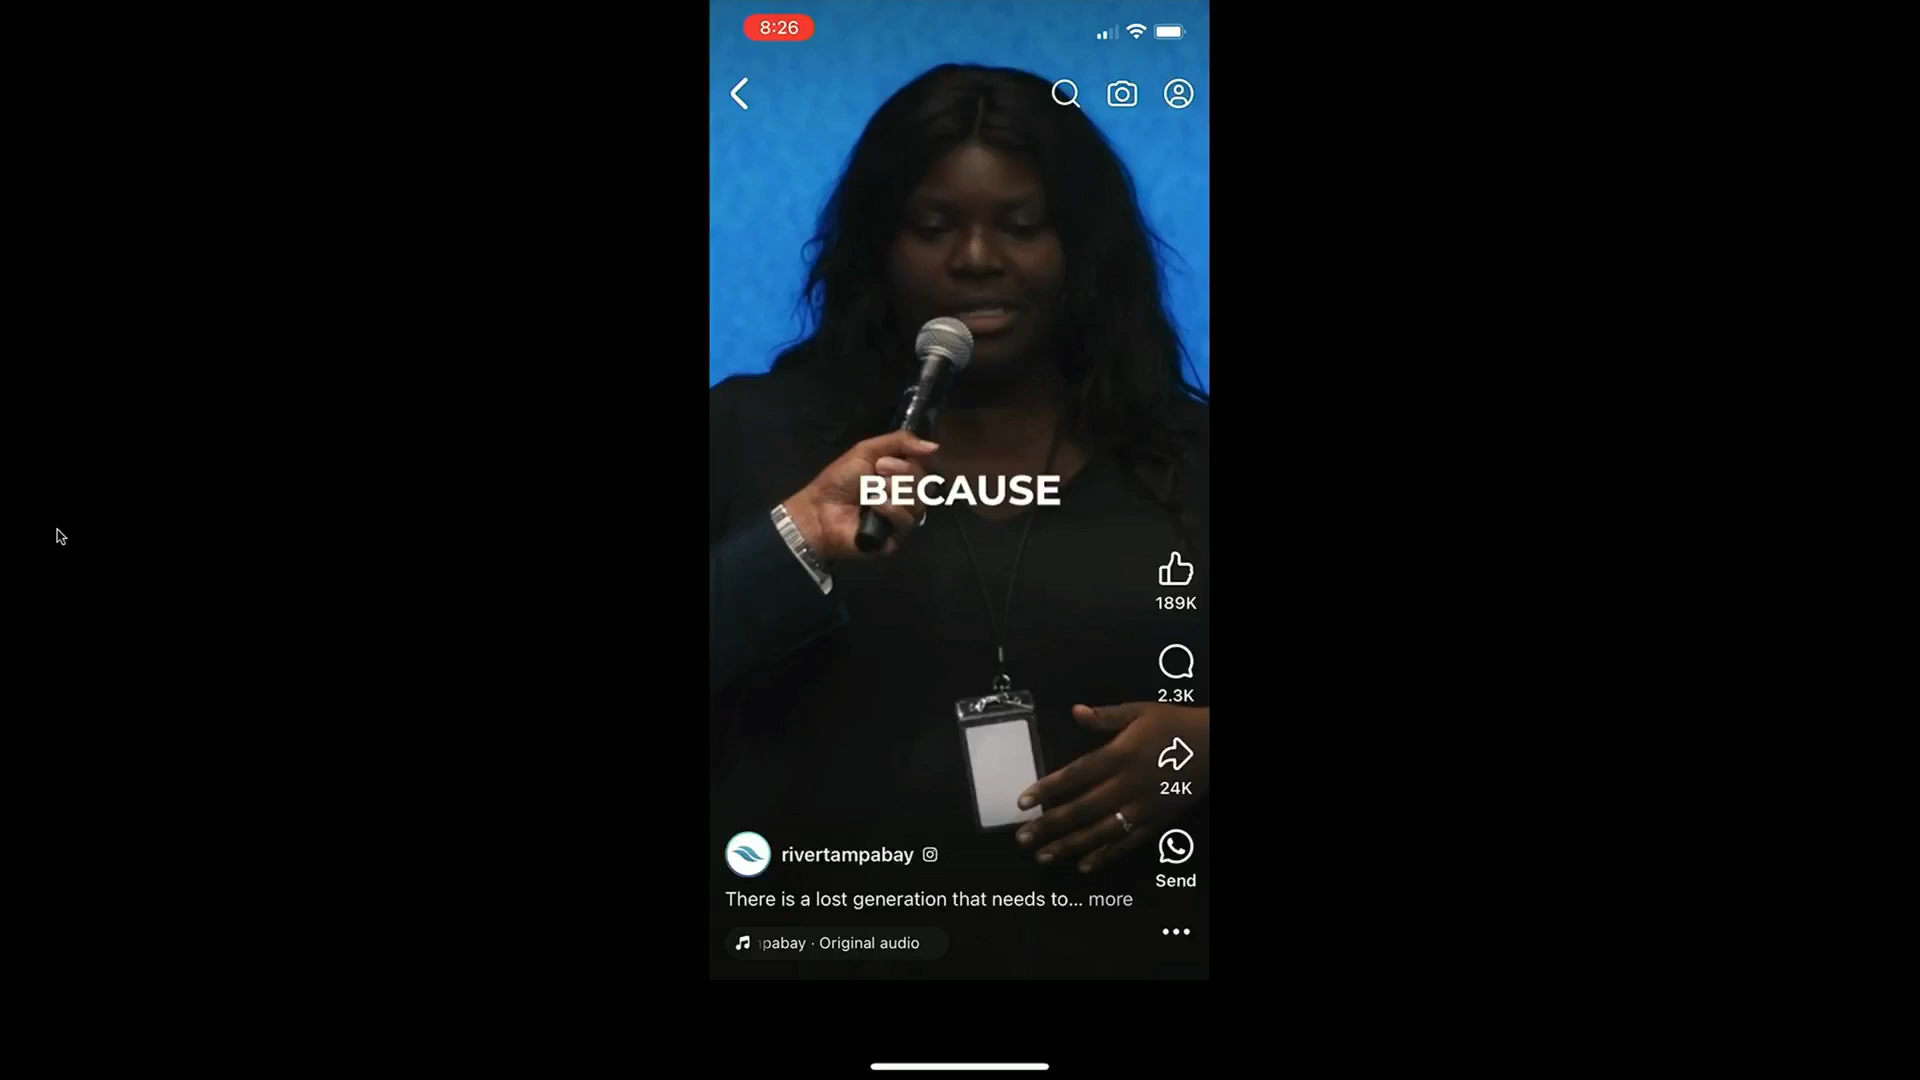 8:26
BECAUSE
189K
2.3K
24K
rivertampabay
Send
There is a lost generation that needs to... more
pabay · Original audio